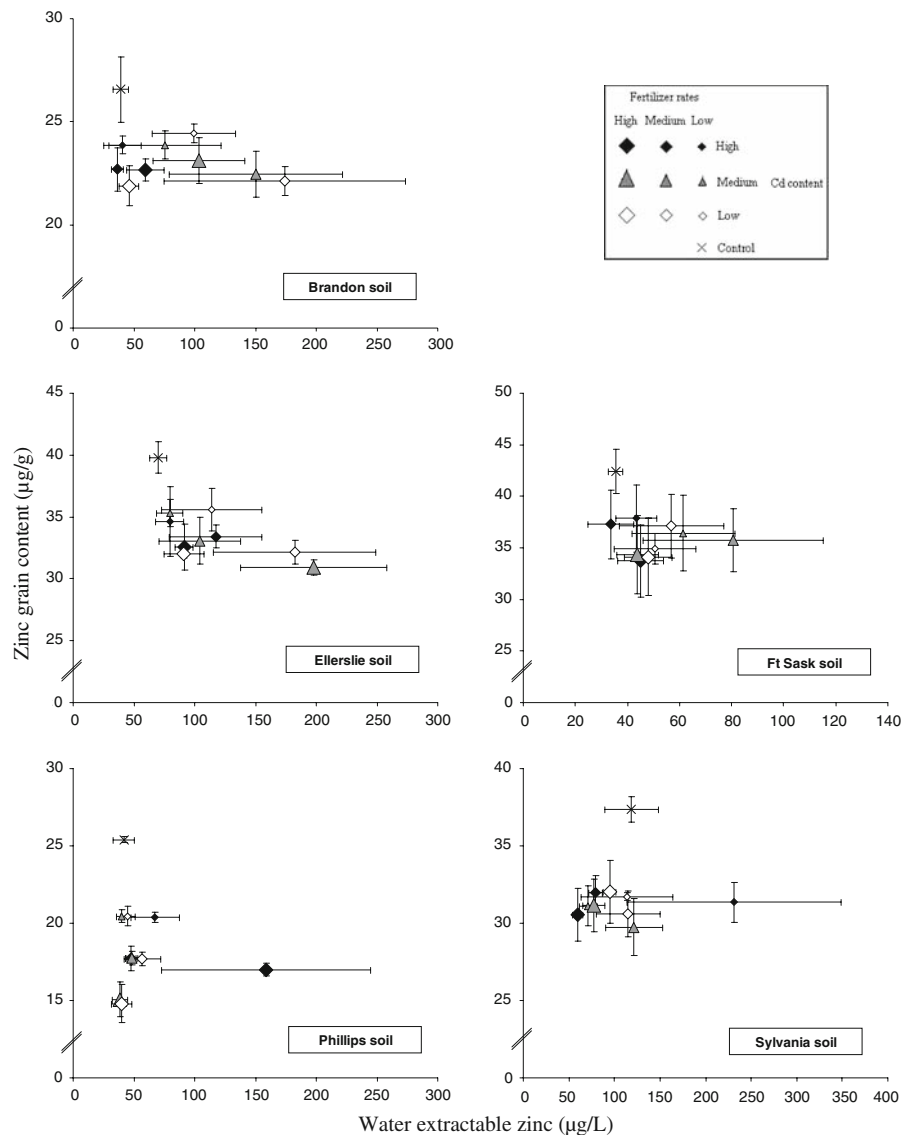 30
25
20
0
0 50 100 150 200 250 300
Brandon soil
Fertilizer rates
High Medium Low
High
Medium Cd content
Low
Control
Zinc grain content (µg/g)
45
40
35
30
25
0
0 50 100 150 200 250 300
Ellerslie soil
50
45
40
35
30
25
0
0 20 40 60 80 100 120 140
Ft Sask soil
30
25
20
15
0
0 50 100 150 200 250 300
Phillips soil
40
35
30
25
0
0 50 100 150 200 250 300 350 400
Sylvania soil
Water extractable zinc (µg/L)